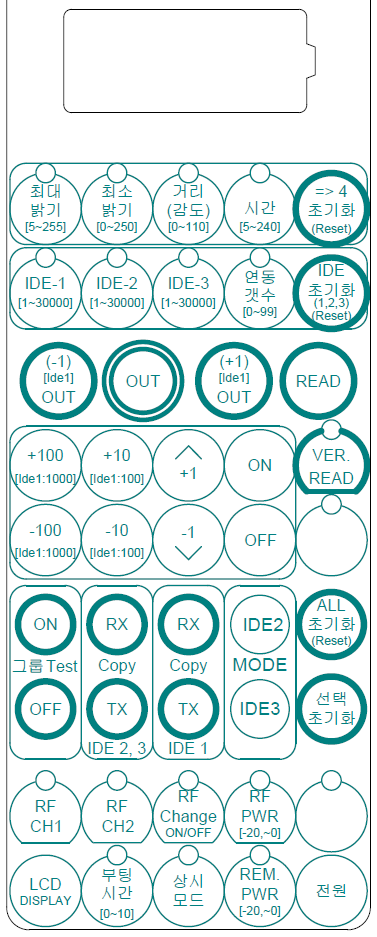 최대 밝기 [5~255]
최소 밝기 [0~250]
거리 (감도) [0~110]
시간 [5~240]
=> 4 초기화 (Reset)
IDE-1 [1~30000]
IDE-2 [1~30000]
IDE-3 [1~30000]
연동 갯수 [0~99]
IDE 초기화 (1,2,3) (Reset)
(-1) [Ide1] OUT
OUT
(+1) [Ide1] OUT
READ
+100 [Ide1:1000]
+10 [Ide1:100]
+1
ON
VER. READ
-100 [Ide1:1000]
-10 [Ide1:100]
-1
OFF
ON
RX
RX
IDE2
ALL 초기화 (Reset)
그룹 Test
Copy
Copy
MODE
OFF
TX
TX
IDE3
선택 초기화
IDE 2, 3
IDE 1
RF CH1
RF CH2
RF Change ON/OFF
RF PWR [-20,~0]
LCD DISPLAY
부팅 시간 [0~10]
상시 모드
REM. PWR [-20,~0]
전원